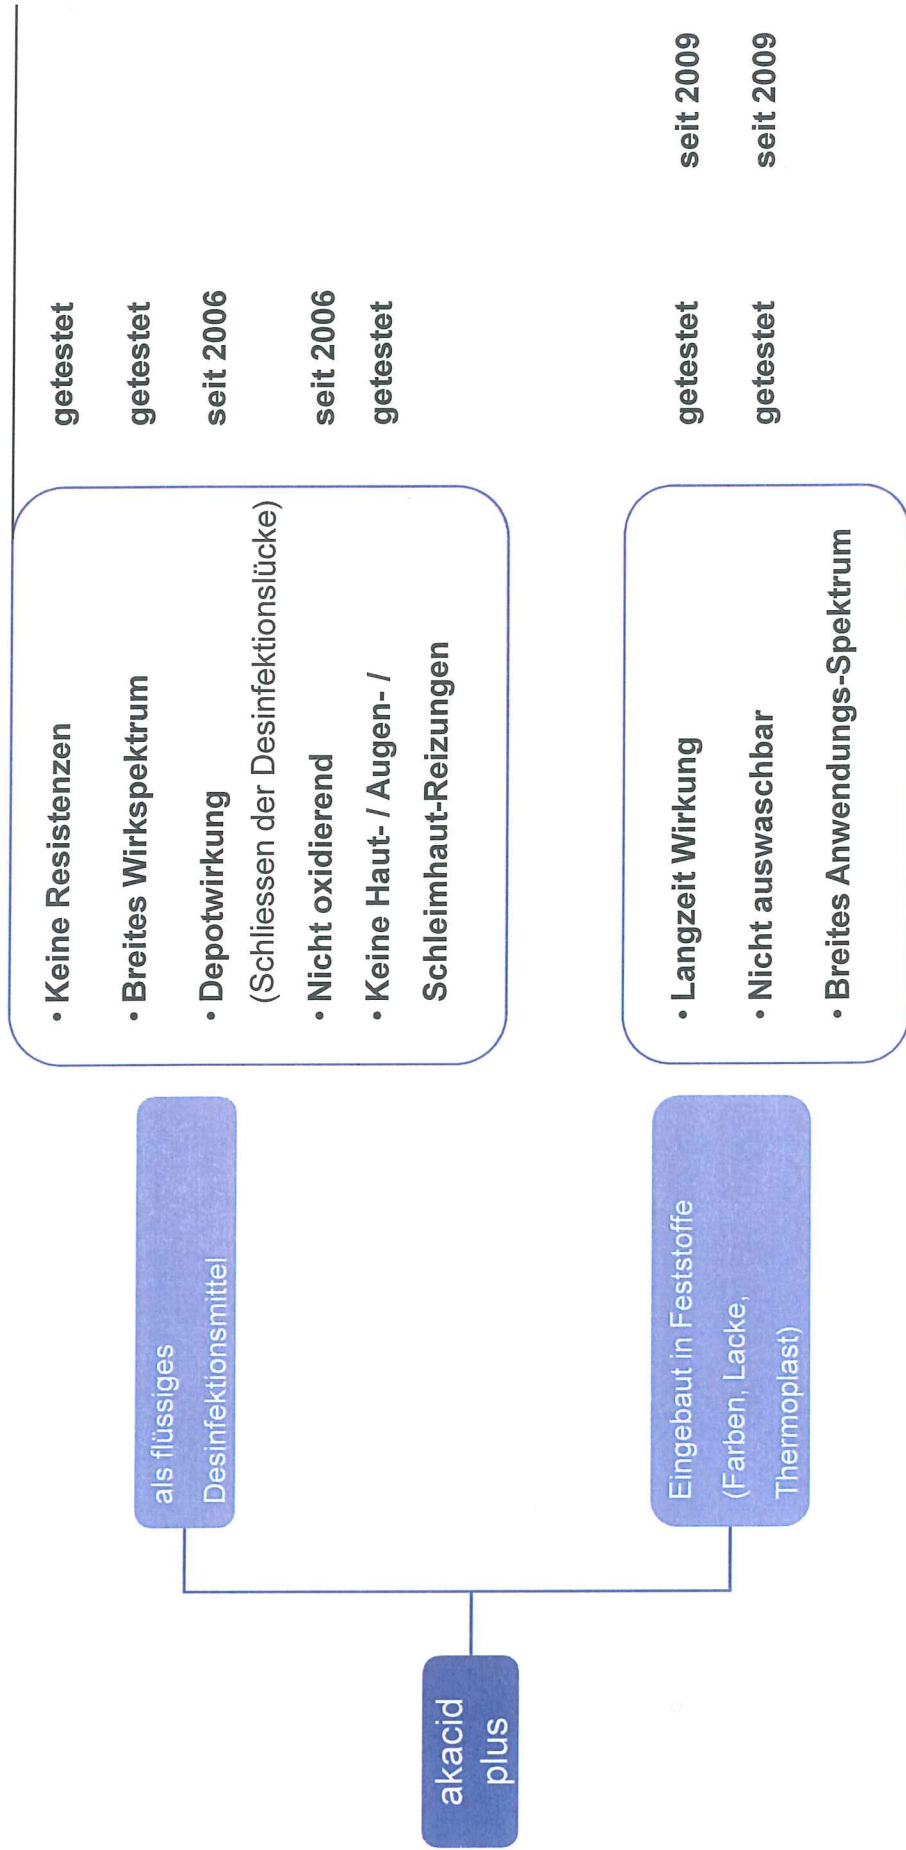 akacid
plus
als flüssiges
Desinfektionsmittel
• Keine Resistenzen getestet
• Breites Wirkspektrum getestet
• Depotwirkung seit 2006
(Schliessen der Desinfektionslücke)
• Nicht oxidierend seit 2006
• Keine Haut- / Augen- / getestet
Schleimhaut-Reizungen
Eingebaut in Feststoffe
(Farben, Lacke,
Thermoplast)
• Langzeit Wirkung getestet seit 2009
• Nicht auswaschbar getestet seit 2009
• Breites Anwendungs-Spektrum